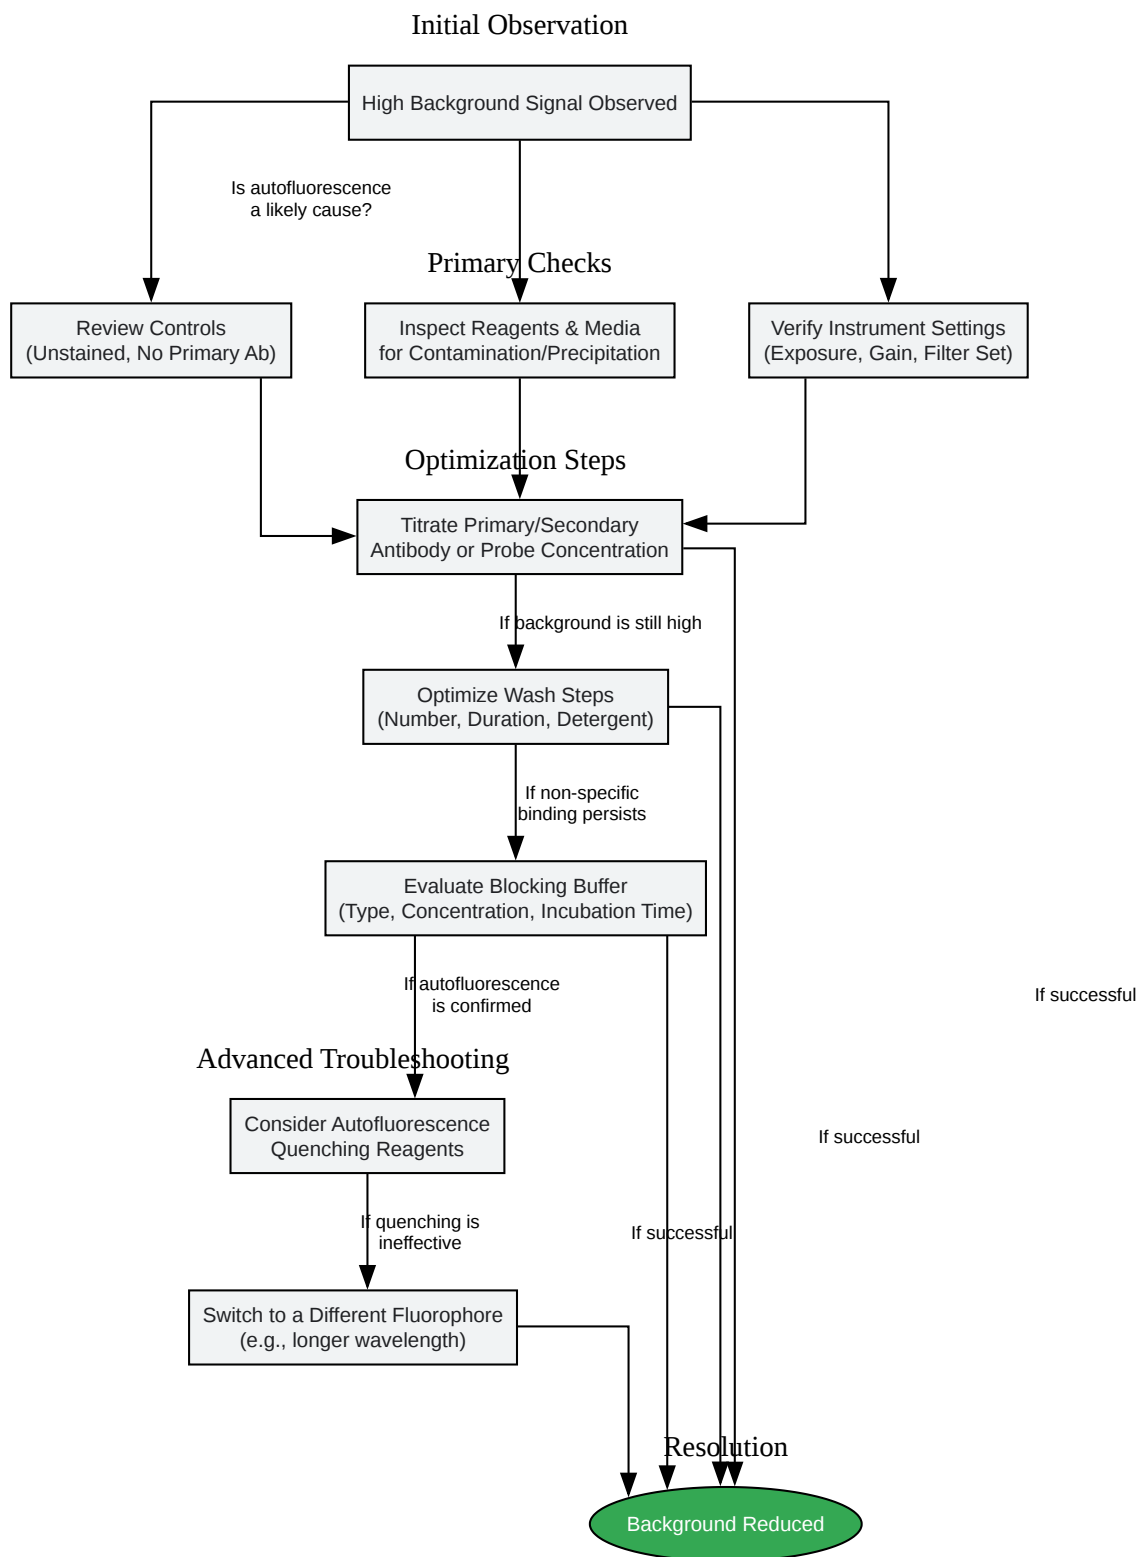 Initial Observation
High Background Signal Observed
Is autofluorescence
a likely cause?
Primary Checks
Review Controls
(Unstained, No Primary Ab)
Inspect Reagents & Media
for Contamination/Precipitation
Verify Instrument Settings
(Exposure, Gain, Filter Set)
Optimization Steps
Titrate Primary/Secondary
Antibody or Probe Concentration
If background is still high
Optimize Wash Steps
(Number, Duration, Detergent)
If non-specific
binding persists
Evaluate Blocking Buffer
(Type, Concentration, Incubation Time)
If autofluorescence
is confirmed
If successful
Advanced Troubleshooting
Consider Autofluorescence
Quenching Reagents
If successful
If quenching is
ineffective
If successful
Switch to a Different Fluorophore
(e.g., longer wavelength)
Resolution
Background Reduced